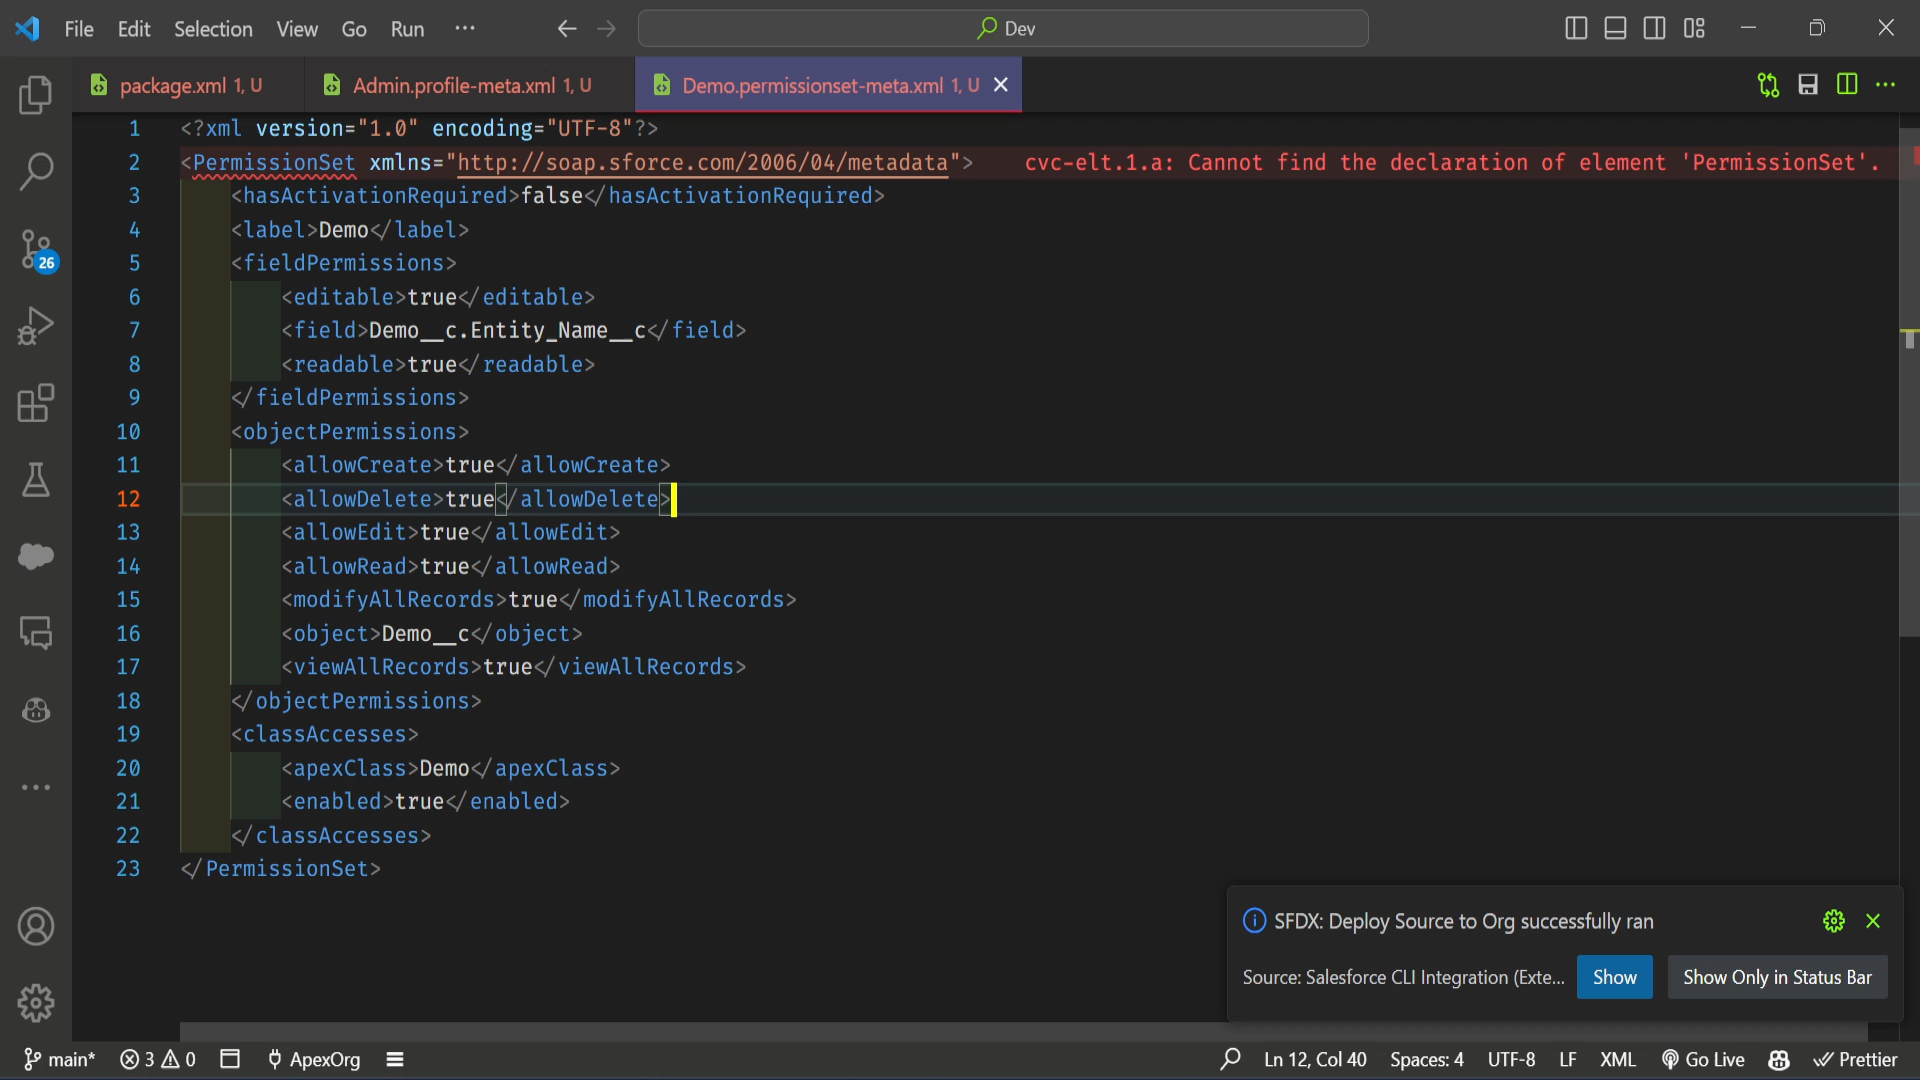 File Edit Selection View Go Run ··· Dev
package.xml 1, U Admin.profile-meta.xml 1, U Demo.permissionset-meta.xml 1, U
1 <?xml version="1.0" encoding="UTF-8"?>
2 <PermissionSet xmlns="http://soap.sforce.com/2006/04/metadata"> cvc-elt.1.a: Cannot find the declaration of element 'PermissionSet'.
3 <hasActivationRequired>false</hasActivationRequired>
4 <label>Demo</label>
5 <fieldPermissions>
6 <editable>true</editable>
7 <field>Demo__c.Entity_Name__c</field>
8 <readable>true</readable>
9 </fieldPermissions>
10 <objectPermissions>
11 <allowCreate>true</allowCreate>
12 <allowDelete>true</allowDelete>
13 <allowEdit>true</allowEdit>
14 <allowRead>true</allowRead>
15 <modifyAllRecords>true</modifyAllRecords>
16 <object>Demo__c</object>
17 <viewAllRecords>true</viewAllRecords>
18 </objectPermissions>
19 <classAccesses>
20 <apexClass>Demo</apexClass>
21 <enabled>true</enabled>
22 </classAccesses>
23 </PermissionSet>
26
SFDX: Deploy Source to Org successfully ran
Source: Salesforce CLI Integration (Exte... Show Show Only in Status Bar
main* 3 0 ApexOrg Ln 12, Col 40 Spaces: 4 UTF-8 LF XML Go Live Prettier